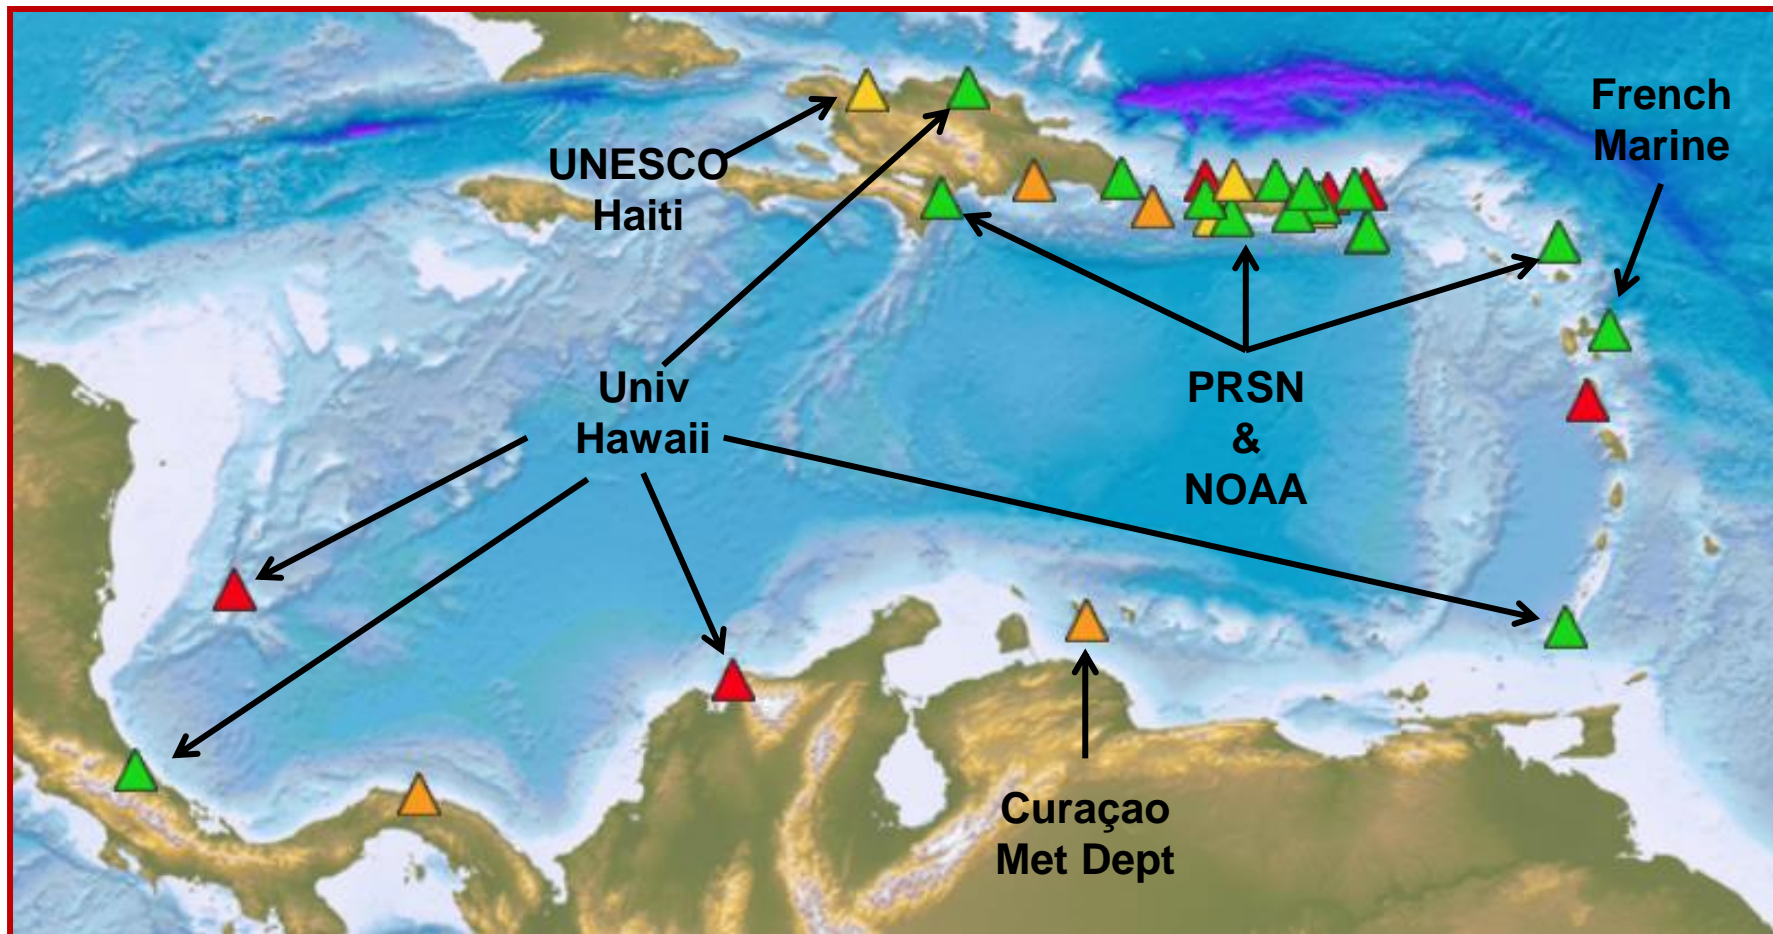 French
Marine
UNESCO
Haiti
Univ
Hawaii
PRSN
&
NOAA
Curaçao
Met Dept